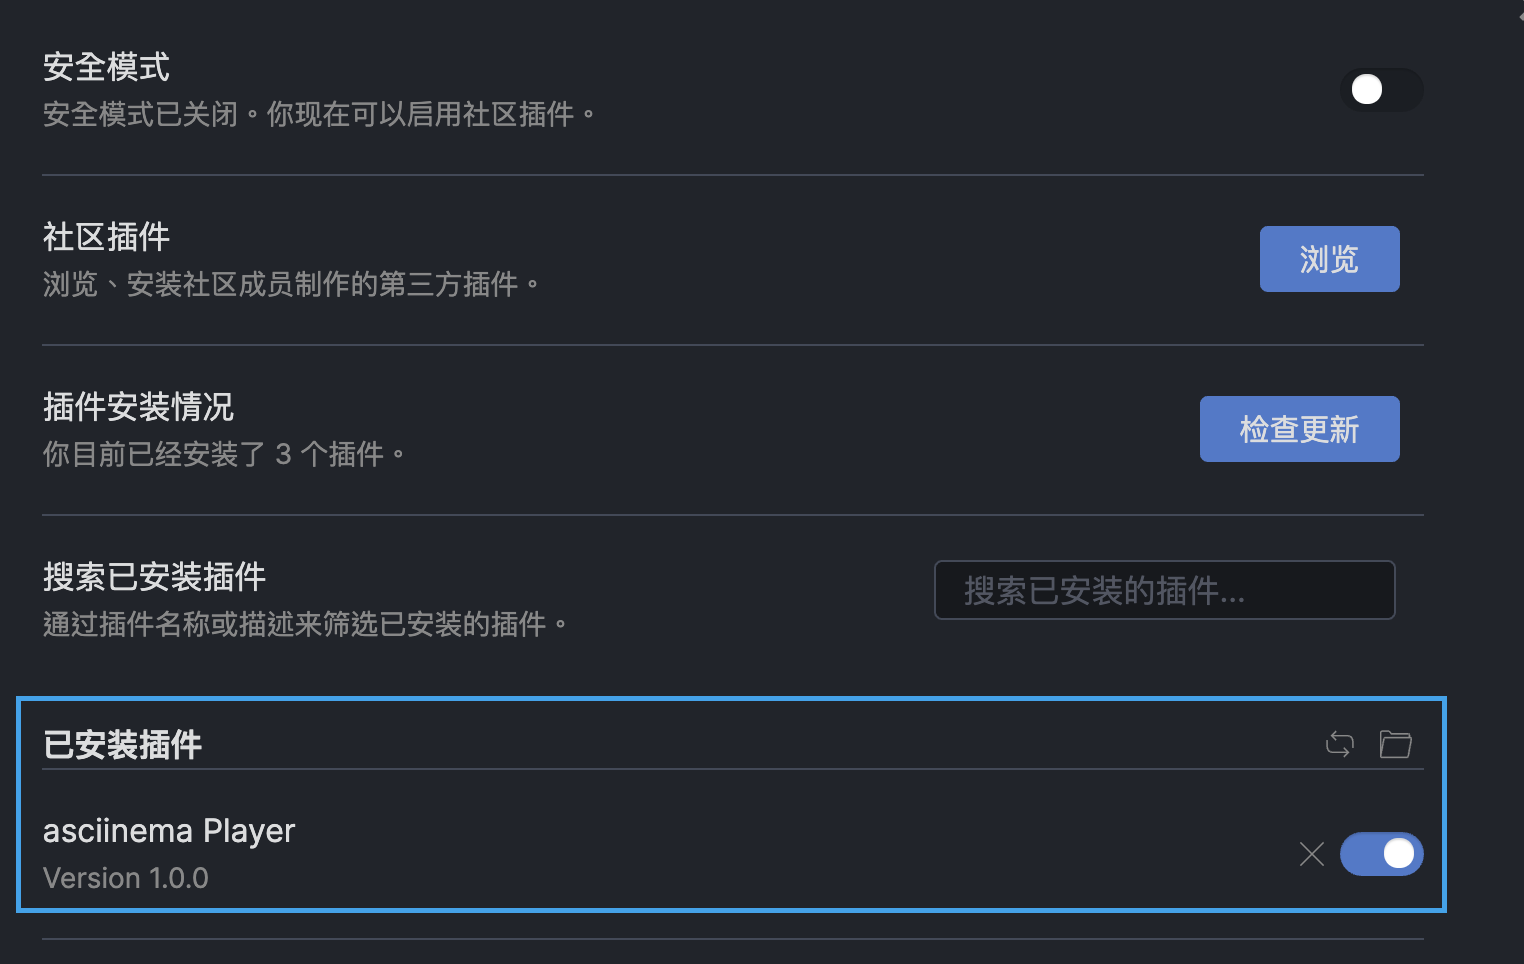 安全模式
安全模式已关闭。你现在可以启用社区插件。
社区插件
浏览
浏览、安装社区成员制作的第三方插件。
插件安装情况
检查更新
你目前已经安装了 3 个插件。
搜索已安装插件
搜索已安装的插件...
通过插件名称或描述来筛选已安装的插件。
已安装插件
asciinema Player
Version 1.0.0